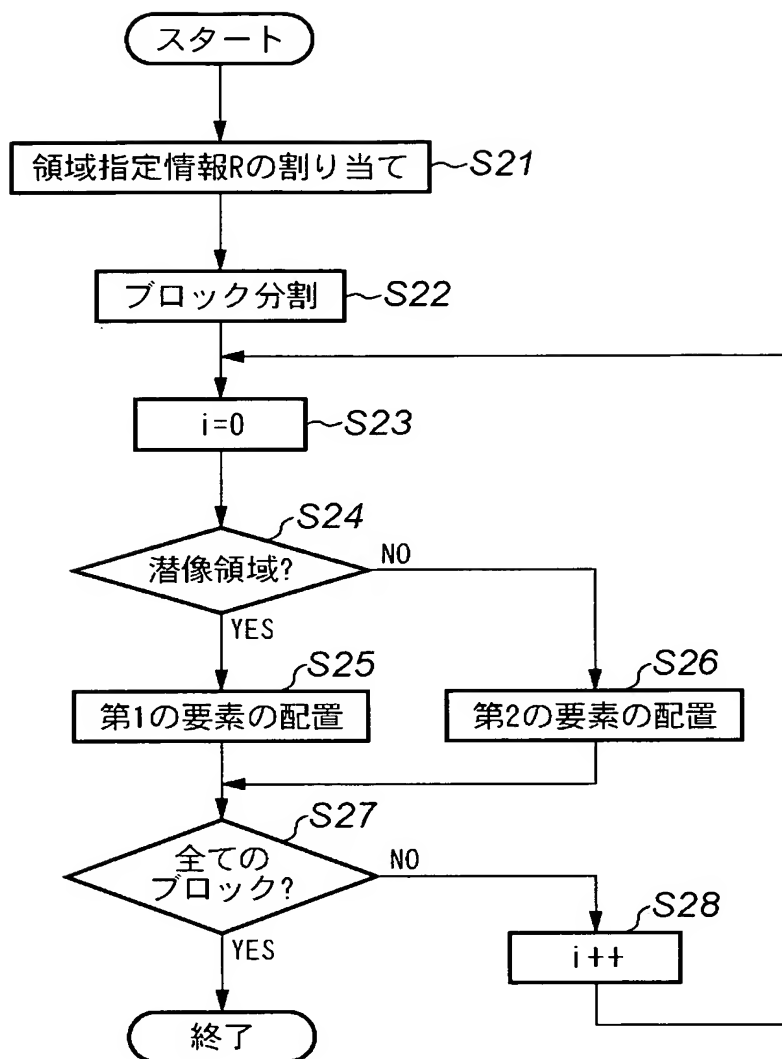 スタート
領域指定情報Rの割り当て
S21
ブロック分割
S22
i=0
S23
S24
潜像領域?
NO
YES
S25
S26
第1の要素の配置
第2の要素の配置
S27
全ての
ブロック?
NO
YES
S28
i++
終了